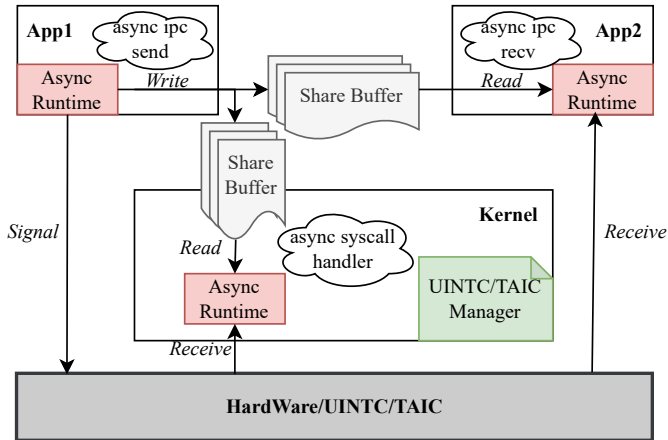 App1
async ipc
send
Async
Runtime
Write
Share Buffer
async ipc
recv
App2
Read
Async
Runtime
Share
Buffer
Signal
Kernel
Read
async syscall
handler
Receive
Async
Runtime
UINTC/TAIC
Manager
Receive
HardWare/UINTC/TAIC